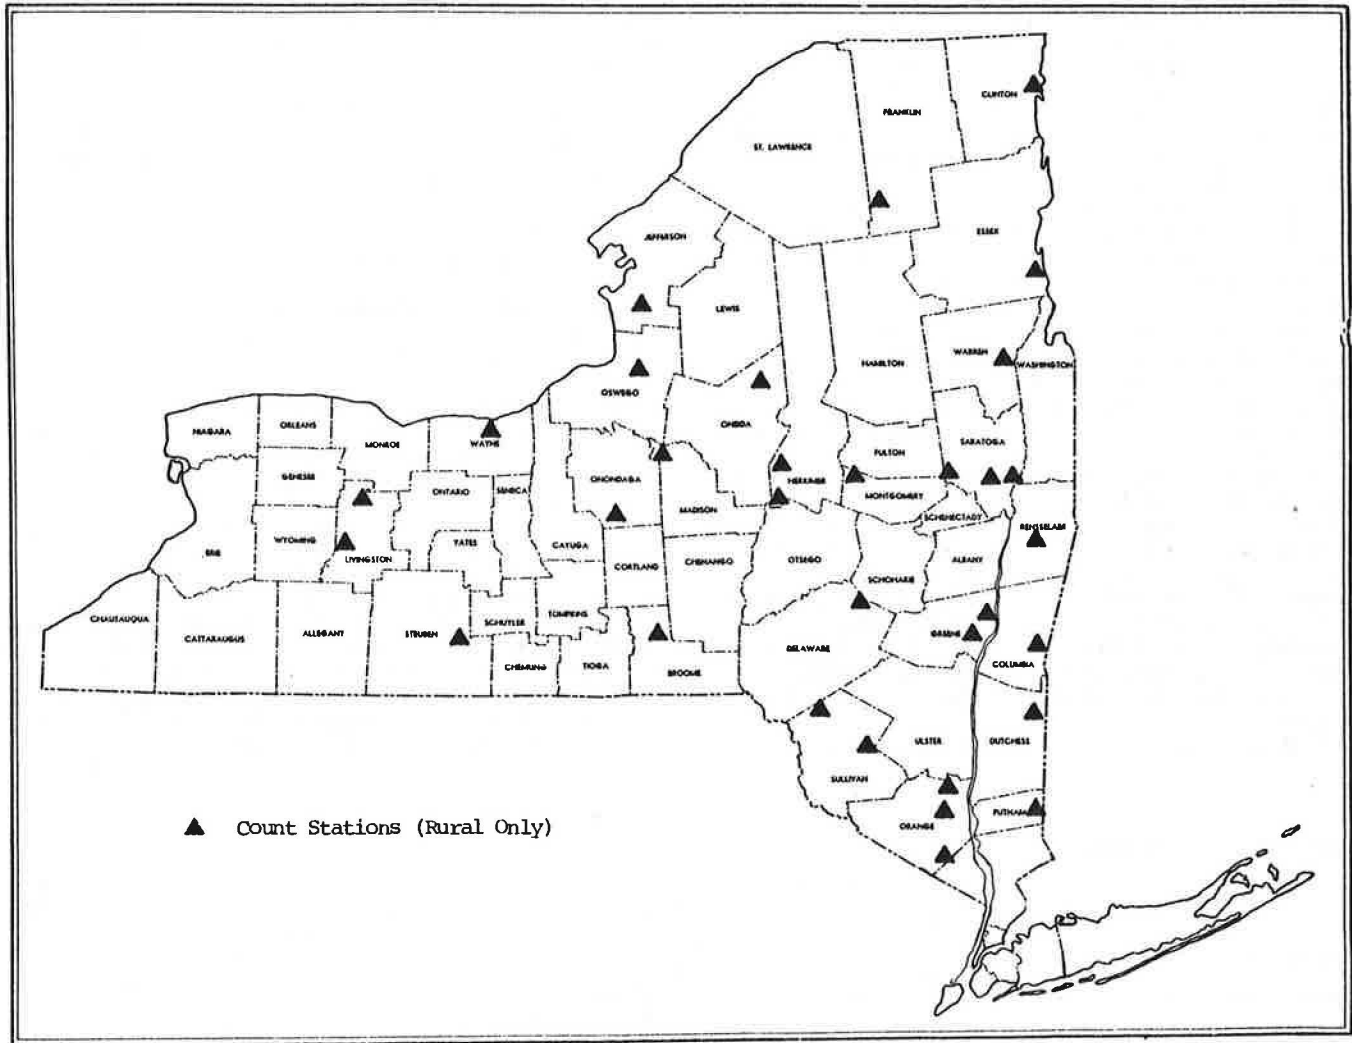 CLINTON
FRANKLIN
ST. LAWRENCE
ESSEX
JEFFERSON
LEWIS
HAMILTON
WARREN
WASHINGTON
OSWEGO
ONEIDA
NIAGARA
ORLEANS
MONROE
WAYNE
SARATOGA
FULTON
GENESEE
ONTARIO
SENECA
ONONDAGA
HERKIMER
MONTGOMERY
MADISON
SCHENECTADY
RENSSELAER
ERIE
WYOMING
LIVINGSTON
YATES
CAYUGA
CORTLAND
CHENANGO
OTSEGO
SCHOHARIE
ALBANY
CHAUTAUQUA
CATTARAUGUS
ALLEGANY
STEUBEN
SCHUYLER
TOMPKINS
CHEMUNG
TIOGA
BROOME
DELAWARE
GREENE
COLUMBIA
ULSTER
DUTCHESS
SULLIVAN
ORANGE
PUTNAM
Count Stations (Rural Only)